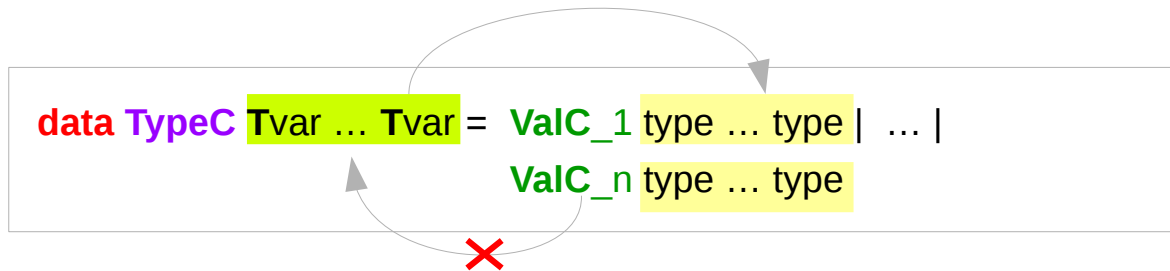 data TypeC Tvar … Tvar = ValC_1 type … type | … |
ValC_n type … type